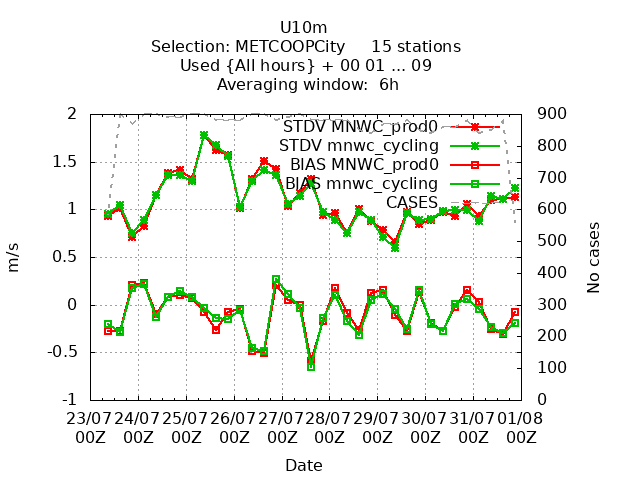 U10m
Selection: METCOOPCity     15 stations
Used {All hours} + 00 01 ... 09
Averaging window:  6h
STDV MNWC_prod0
STDV mnwc_cycling
BIAS MNWC_prod0
BIAS mnwc_cycling
CASES
m/s
2
1.5
1
0.5
0
-0.5
-1
No cases
900
800
700
600
500
400
300
200
100
0
23/07 24/07 25/07 26/07 27/07 28/07 29/07 30/07 31/07 01/08
00Z 00Z 00Z 00Z 00Z 00Z 00Z 00Z 00Z 00Z
Date